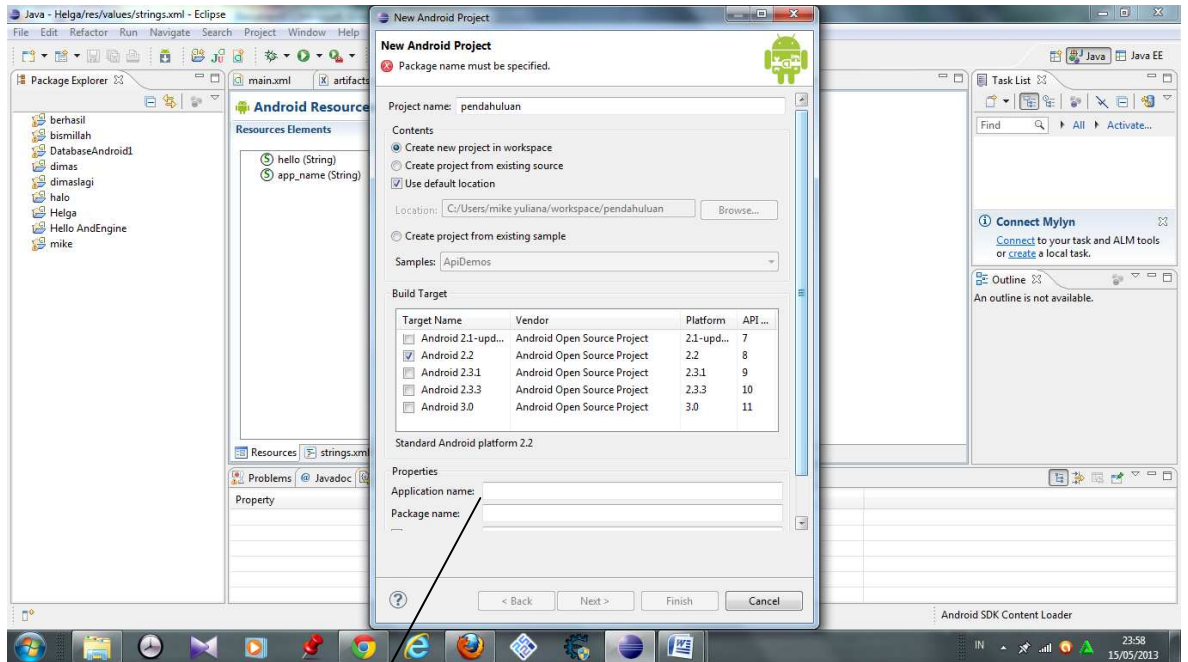 Java - Helga/res/values/strings.xml - Eclipse
File Edit Refactor Run Navigate Search Project Window Help
Java
Java EE
Package Explorer
berhasil
bismillah
DatabaseAndroid1
dimas
dimaslagi
halo
Helga
Hello AndEngine
mike
main.xml
artifacts
Android Resource
Resources Elements
S hello (String)
S app_name (String)
Resources
strings.xml
Problems
@ Javadoc
Property
New Android Project
New Android Project
Package name must be specified.
Project name: pendahuluan
Contents
Create new project in workspace
Create project from existing source
Use default location
Location: C:/Users/mike yuliana/workspace/pendahuluan
Browse...
Create project from existing sample
Samples: ApiDemos
Build Target
Target Name Vendor Platform API ...
Android 2.1-upd... Android Open Source Project 2.1-upd... 7
Android 2.2 Android Open Source Project 2.2 8
Android 2.3.1 Android Open Source Project 2.3.1 9
Android 2.3.3 Android Open Source Project 2.3.3 10
Android 3.0 Android Open Source Project 3.0 11
Standard Android platform 2.2
Properties
Application name:
Package name:
?
< Back
Next >
Finish
Cancel
Task List
Find
All
Activate...
Connect Mylyn
Connect to your task and ALM tools
or create a local task.
Outline
An outline is not available.
Android SDK Content Loader
IN
23:58
15/05/2013